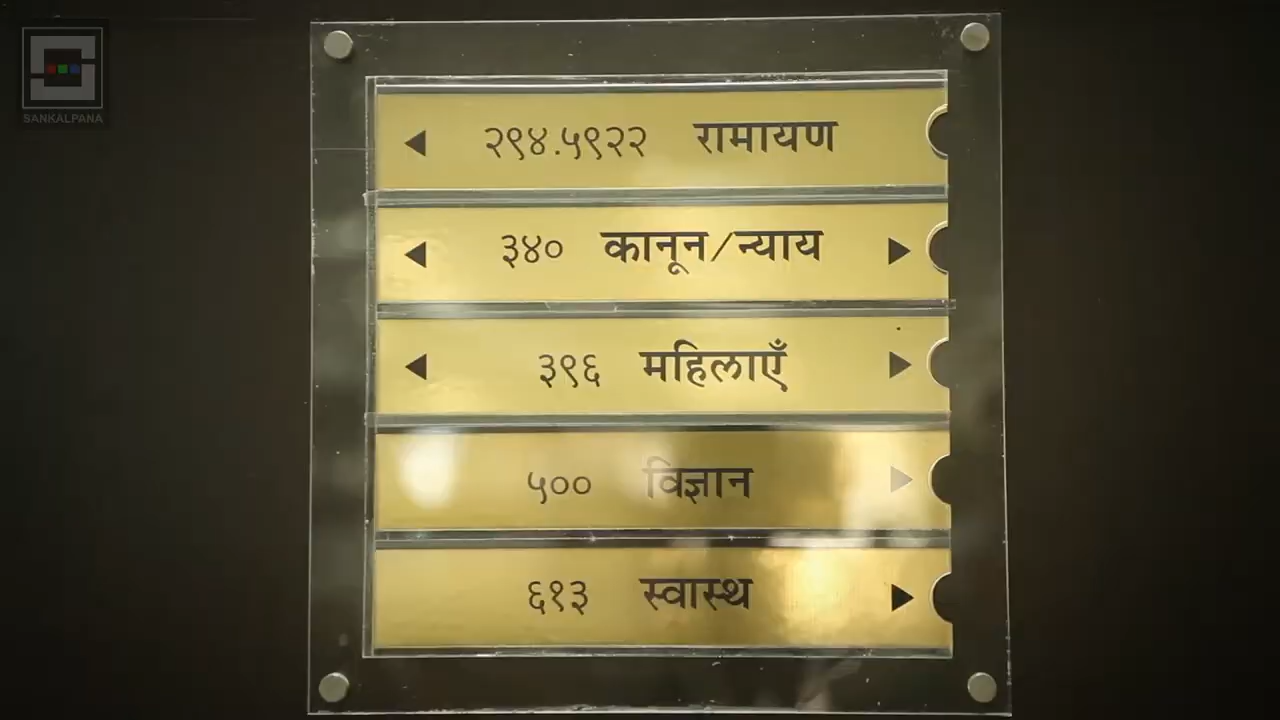 SANKALPANA
२९४.५९२२ रामायण
३४० कानून/न्याय
३९६ महिलाएँ
५०० विज्ञान
६१३ स्वास्थ